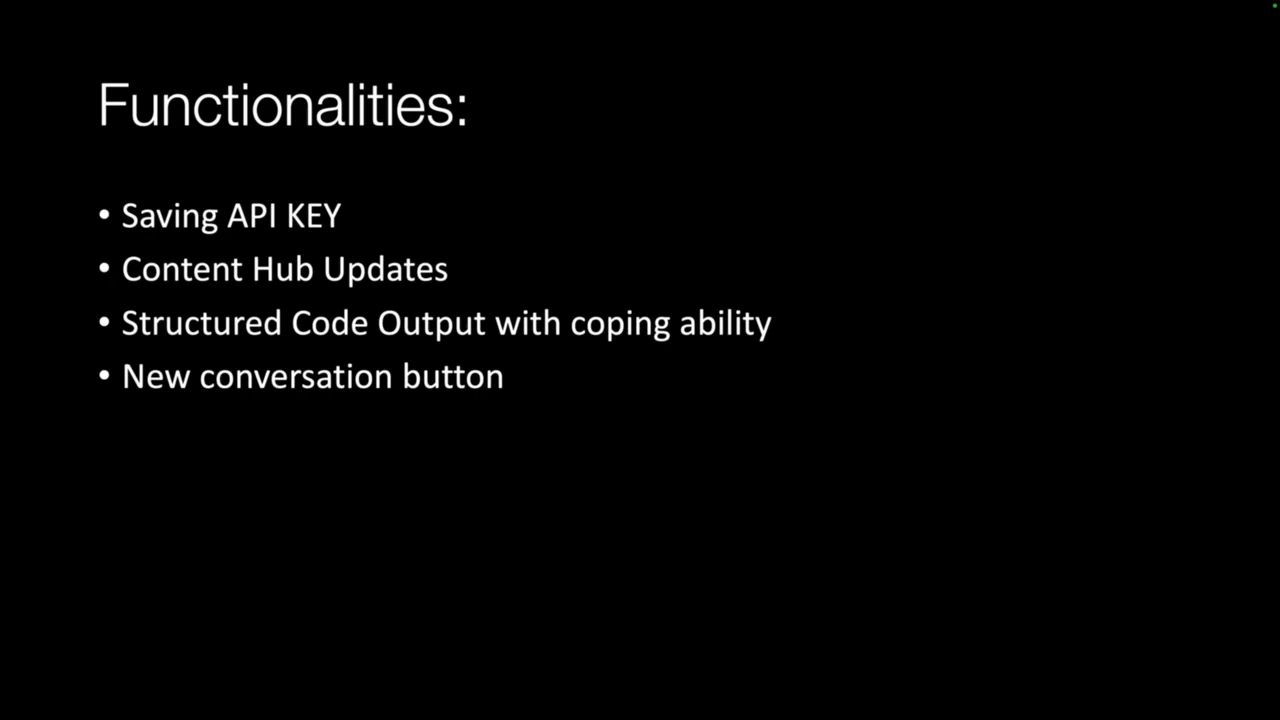 Functionalities:
• Saving API KEY
• Content Hub Updates
• Structured Code Output with coping ability
• New conversation button